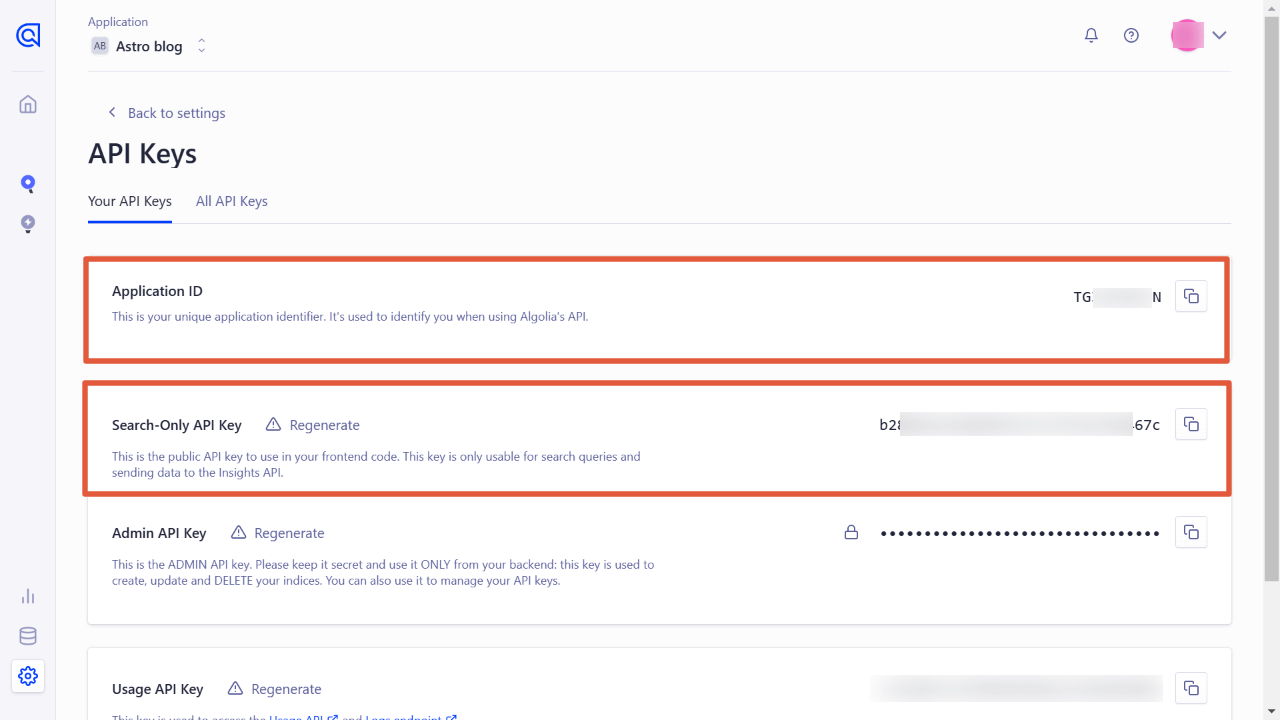 Application
AB Astro blog
Back to settings
API Keys
Your API Keys All API Keys
Application ID
This is your unique application identifier. It's used to identify you when using Algolia's API.
TG N
Search-Only API Key Regenerate
b28 67c
This is the public API key to use in your frontend code. This key is only usable for search queries and
sending data to the Insights API.
Admin API Key Regenerate
••••••••••••••••••••••••••••••••
This is the ADMIN API key. Please keep it secret and use it ONLY from your backend: this key is used to
create, update and DELETE your indices. You can also use it to manage your API keys.
Usage API Key Regenerate
This key is used to access the Usage API and Logs endpoint